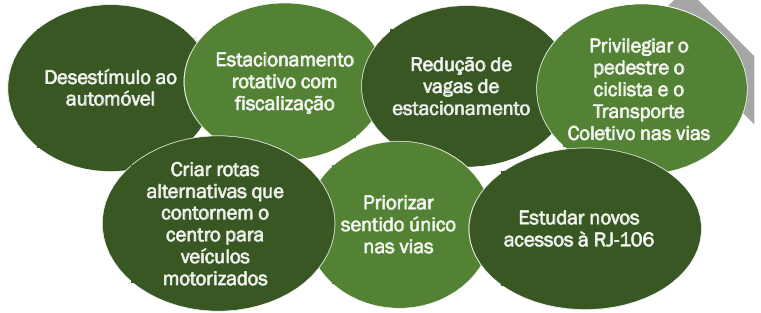 Desestímulo ao
automóvel
Estacionamento
rotativo com
fiscalização
Redução de
vagas de
estacionamento
Privilegiar o
pedestre o
ciclista e o
Transporte
Coletivo nas vias
Criar rotas
alternativas que
contornem o
centro para
veículos
motorizados
Priorizar
sentido único
nas vias
Estudar novos
acessos à RJ-106